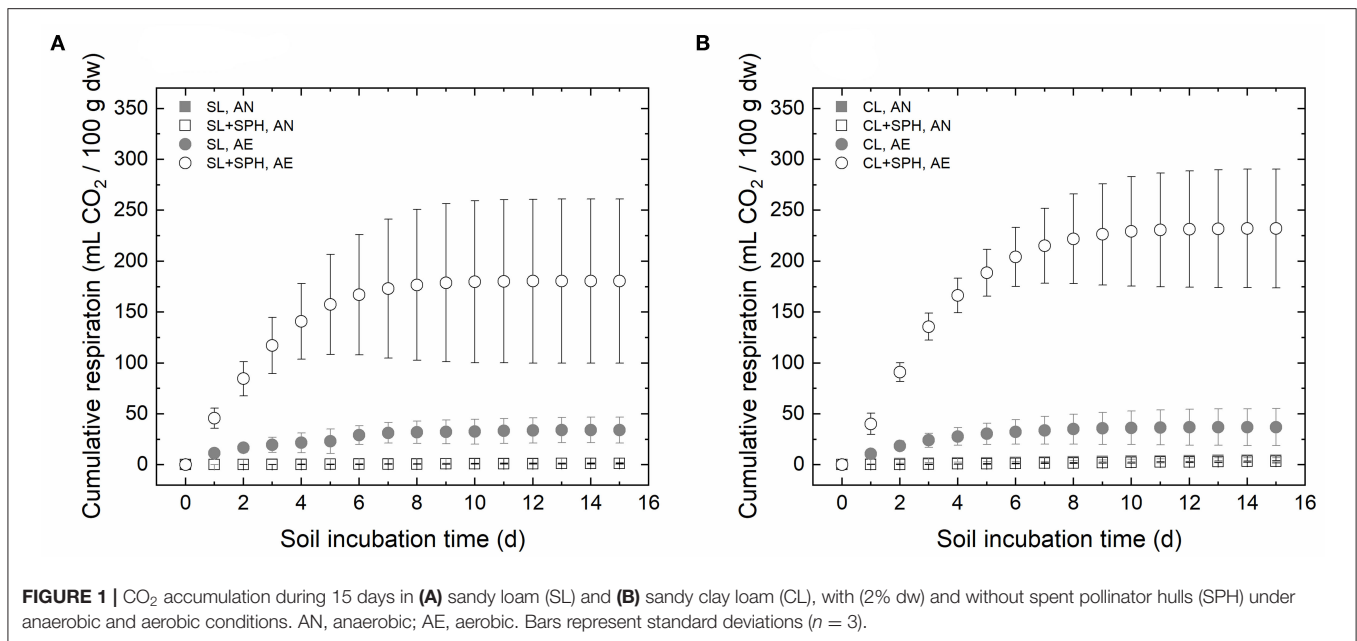 A
Cumulative respiratoin (mL CO₂ / 100 g dw)
350
300
250
200
150
100
50
0
SL, AN
SL+SPH, AN
SL, AE
SL+SPH, AE
0 2 4 6 8 10 12 14 16
Soil incubation time (d)
B
Cumulative respiratoin (mL CO₂ / 100 g dw)
350
300
250
200
150
100
50
0
CL, AN
CL+SPH, AN
CL, AE
CL+SPH, AE
0 2 4 6 8 10 12 14 16
Soil incubation time (d)
FIGURE 1 | CO₂ accumulation during 15 days in (A) sandy loam (SL) and (B) sandy clay loam (CL), with (2% dw) and without spent pollinator hulls (SPH) under
anaerobic and aerobic conditions. AN, anaerobic; AE, aerobic. Bars represent standard deviations (n = 3).